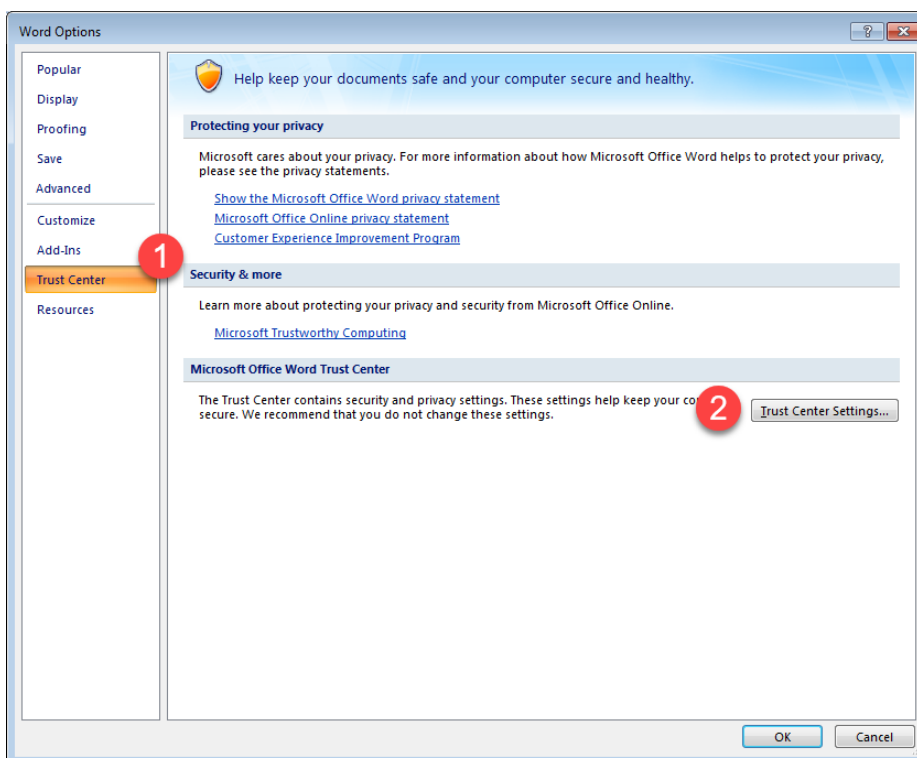 Word Options
Popular
Display
Proofing
Save
Advanced
Customize
Add-Ins
Trust Center
Resources
1
Help keep your documents safe and your computer secure and healthy.
Protecting your privacy
Microsoft cares about your privacy. For more information about how Microsoft Office Word helps to protect your privacy,
please see the privacy statements.
Show the Microsoft Office Word privacy statement
Microsoft Office Online privacy statement
Customer Experience Improvement Program
Security & more
Learn more about protecting your privacy and security from Microsoft Office Online.
Microsoft Trustworthy Computing
Microsoft Office Word Trust Center
The Trust Center contains security and privacy settings. These settings help keep your
secure. We recommend that you do not change these settings.
2
Trust Center Settings...
OK
Cancel